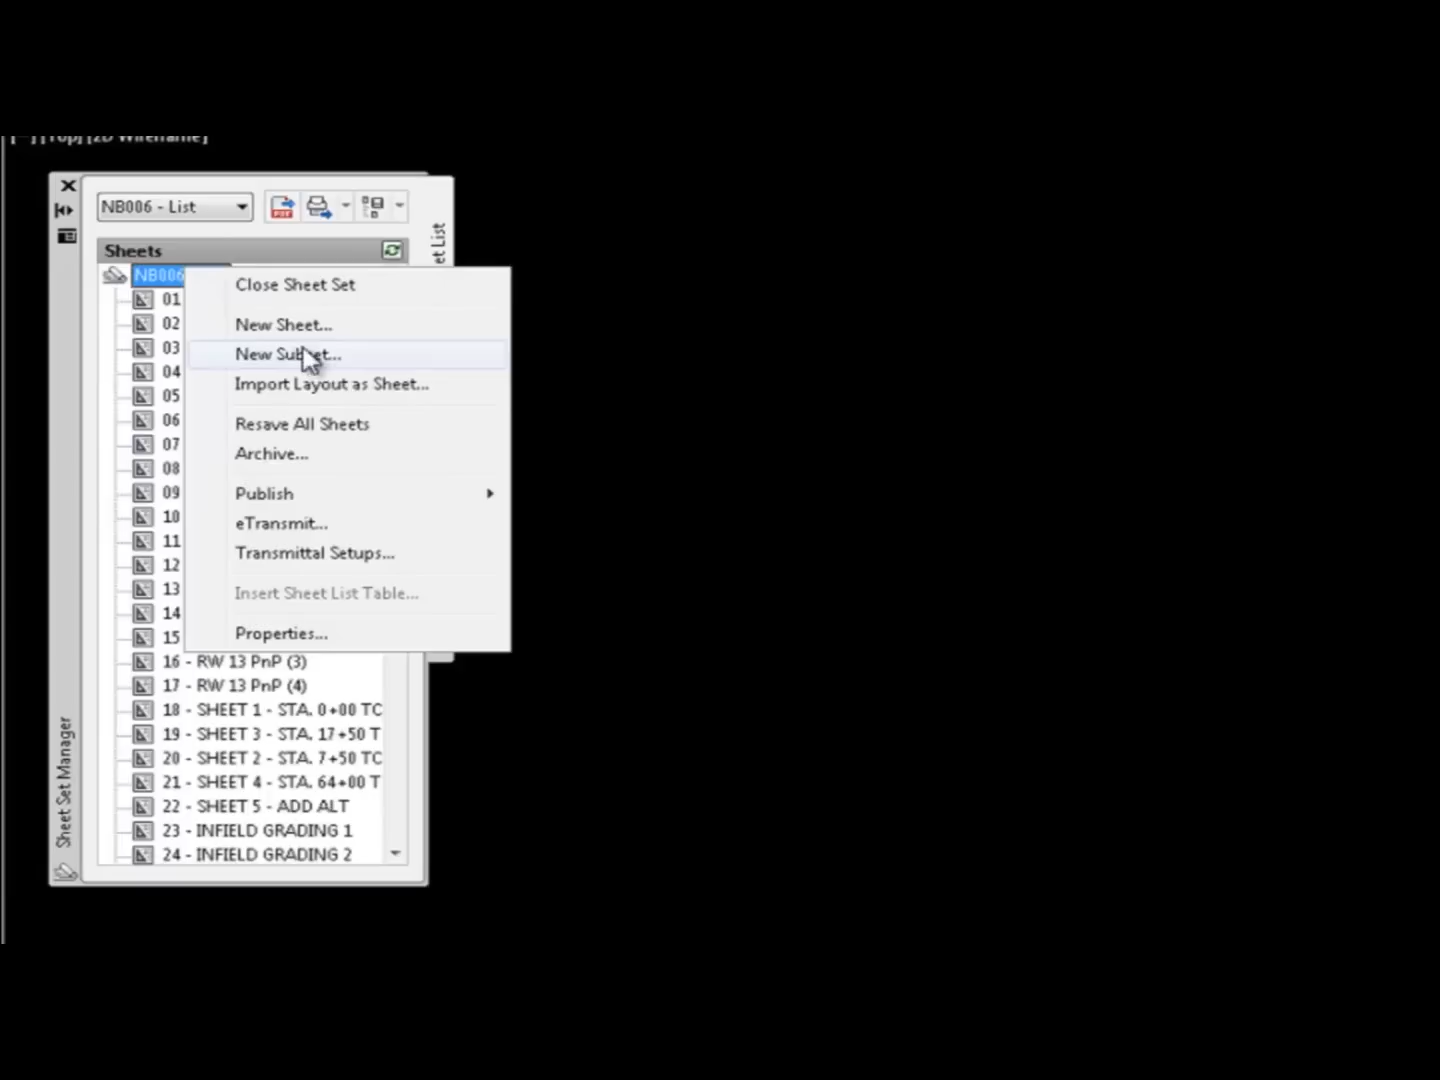 [-] [Top] [2D Wireframe]
NB006 - List
PDF
Sheets
et List
NB006
01
02
03
04
05
06
07
08
09
10
11
12
13
14
15
16 - RW 13 PnP (3)
17 - RW 13 PnP (4)
18 - SHEET 1 - STA. 0+00 TC
19 - SHEET 3 - STA. 17+50 T
20 - SHEET 2 - STA. 7+50 TC
21 - SHEET 4 - STA. 64+00 T
22 - SHEET 5 - ADD ALT
23 - INFIELD GRADING 1
24 - INFIELD GRADING 2
Close Sheet Set
New Sheet...
New Subset...
Import Layout as Sheet...
Resave All Sheets
Archive...
Publish
eTransmit...
Transmittal Setups...
Insert Sheet List Table...
Properties...
Sheet Set Manager